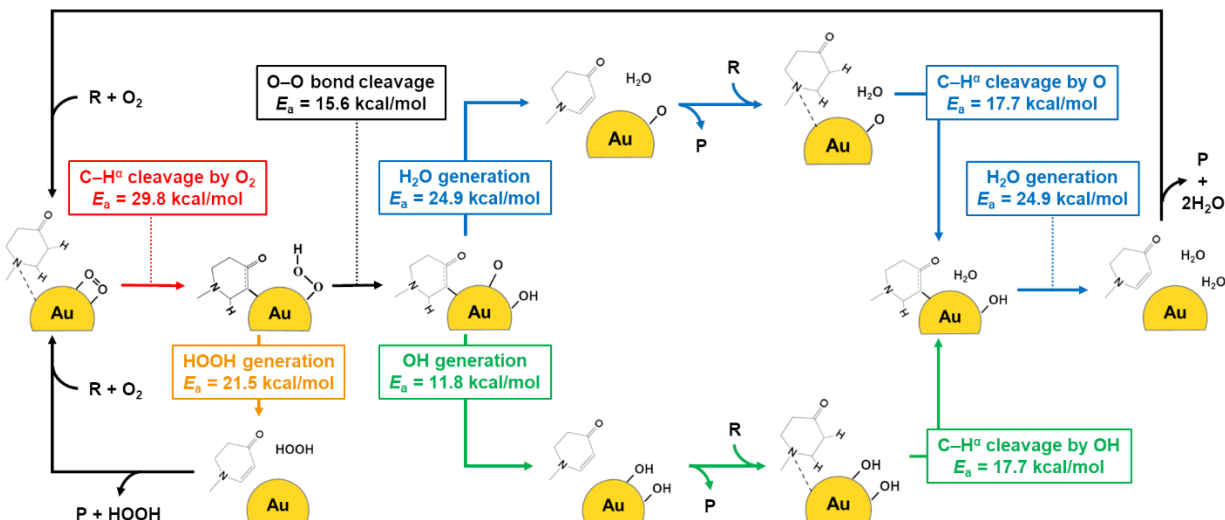 R + O₂
C–Hᵅ cleavage by O₂
Eₐ = 29.8 kcal/mol
O–O bond cleavage
Eₐ = 15.6 kcal/mol
H₂O generation
Eₐ = 24.9 kcal/mol
O
H₂O
O
N
Au
R
P
O
H
N
H
H₂O
O
Au
C–Hᵅ cleavage by O
Eₐ = 17.7 kcal/mol
H₂O generation
Eₐ = 24.9 kcal/mol
P
+
2H₂O
O
H
N
H
O
O
Au
O
N
H
H
O
O
Au
O
N
H
O
OH
Au
O
N
H
H₂O
OH
Au
O
N
H₂O
H₂O
Au
R + O₂
HOOH generation
Eₐ = 21.5 kcal/mol
OH generation
Eₐ = 11.8 kcal/mol
C–Hᵅ cleavage by OH
Eₐ = 17.7 kcal/mol
P + HOOH
O
HOOH
N
Au
O
N
OH
OH
Au
R
P
O
H
N
H
OH
OH
Au